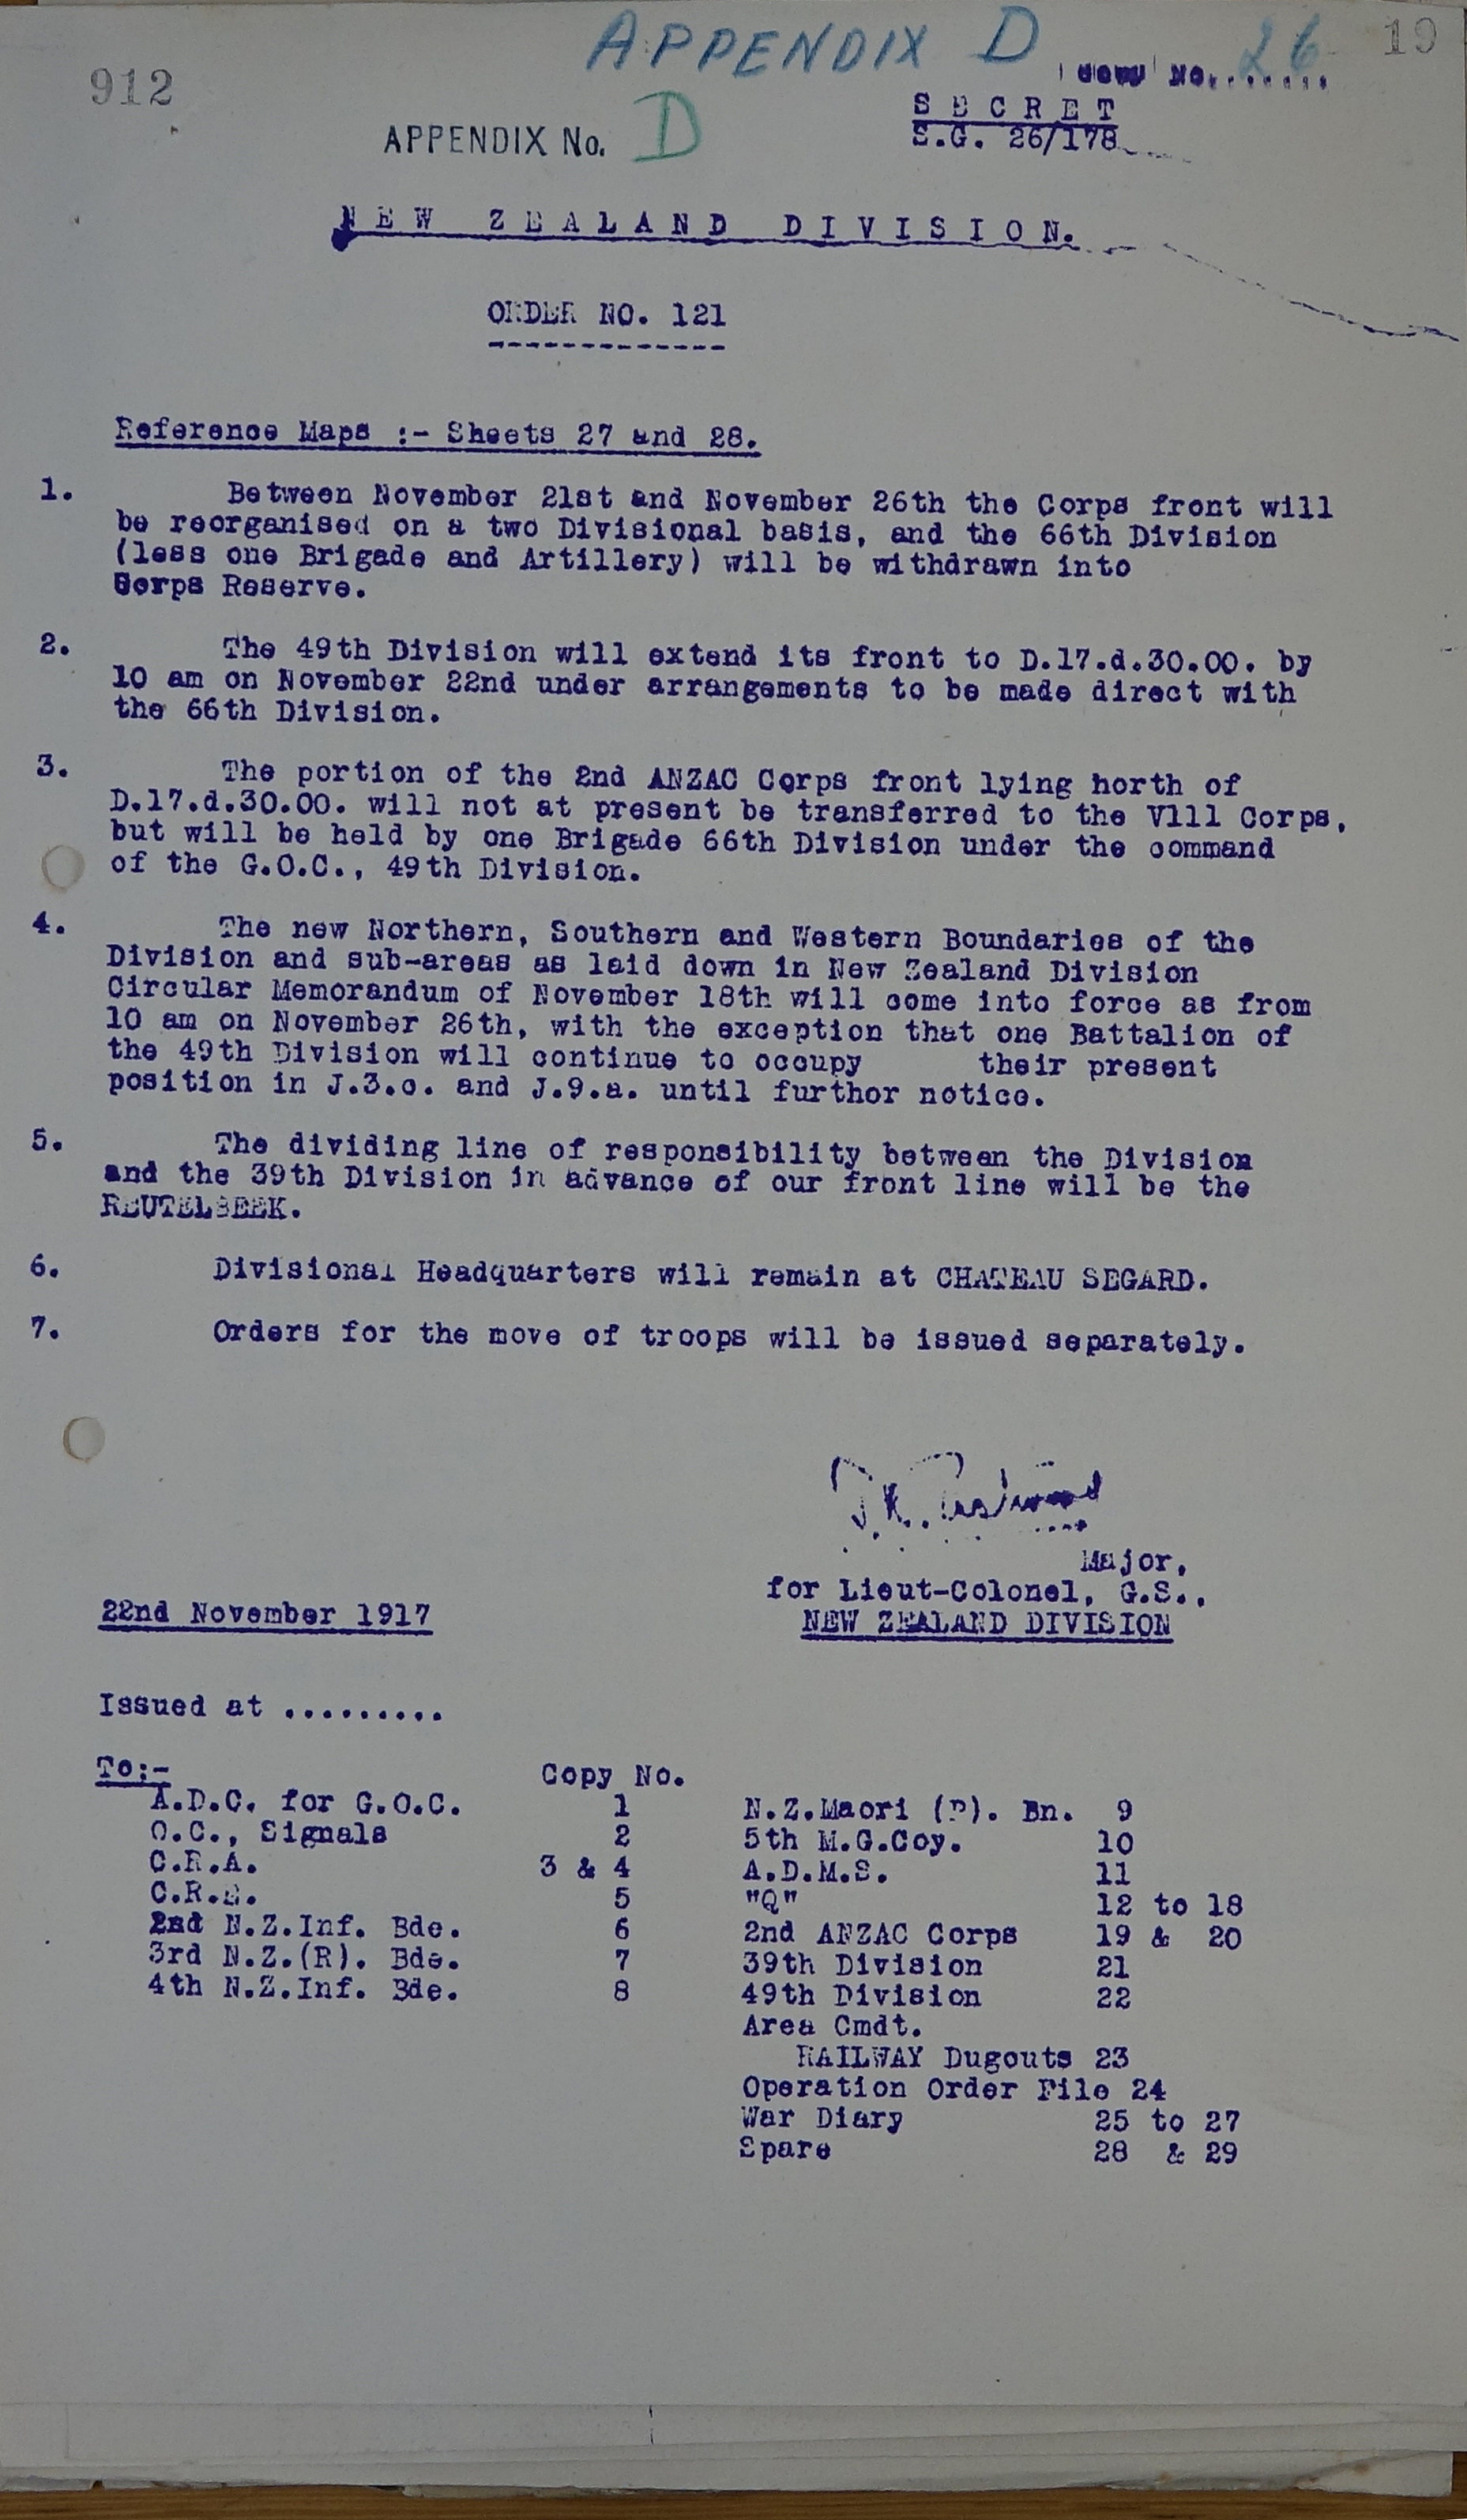 APPENDIX D
19
912
Copy No. 26
SECRET
APPENDIX No. D
S.G. 26/178
NEW ZEALAND DIVISION.
ORDER NO. 121
-------------
Reference Maps :- Sheets 27 and 28.
1. Between November 21st and November 26th the Corps front will
be reorganised on a two Divisional basis, and the 66th Division
(less one Brigade and Artillery) will be withdrawn into
Corps Reserve.
2. The 49th Division will extend its front to D.17.d.30.00. by
10 am on November 22nd under arrangements to be made direct with
the 66th Division.
3. The portion of the 2nd ANZAC Corps front lying north of
D.17.d.30.00. will not at present be transferred to the V111 Corps,
but will be held by one Brigade 66th Division under the command
of the G.O.C., 49th Division.
4. The new Northern, Southern and Western Boundaries of the
Division and sub-areas as laid down in New Zealand Division
Circular Memorandum of November 18th will come into force as from
10 am on November 26th, with the exception that one Battalion of
the 49th Division will continue to occupy their present
position in J.3.c. and J.9.a. until further notice.
5. The dividing line of responsibility between the Division
and the 39th Division in advance of our front line will be the
REUTELBEEK.
6. Divisional Headquarters will remain at CHATEAU SEGARD.
7. Orders for the move of troops will be issued separately.
Major,
for Lieut-Colonel, G.S.,
22nd November 1917
NEW ZEALAND DIVISION
Issued at .........
To:- Copy No.
A.D.C. for G.O.C. 1
O.C., Signals 2
C.R.A. 3 & 4
C.R.E. 5
2nd N.Z.Inf. Bde. 6
3rd N.Z.(R). Bde. 7
4th N.Z.Inf. Bde. 8
N.Z.Maori (P). Bn. 9
5th M.G.Coy. 10
A.D.M.S. 11
"Q" 12 to 18
2nd ANZAC Corps 19 & 20
39th Division 21
49th Division 22
Area Cmdt.
RAILWAY Dugouts 23
Operation Order File 24
War Diary 25 to 27
Spare 28 & 29